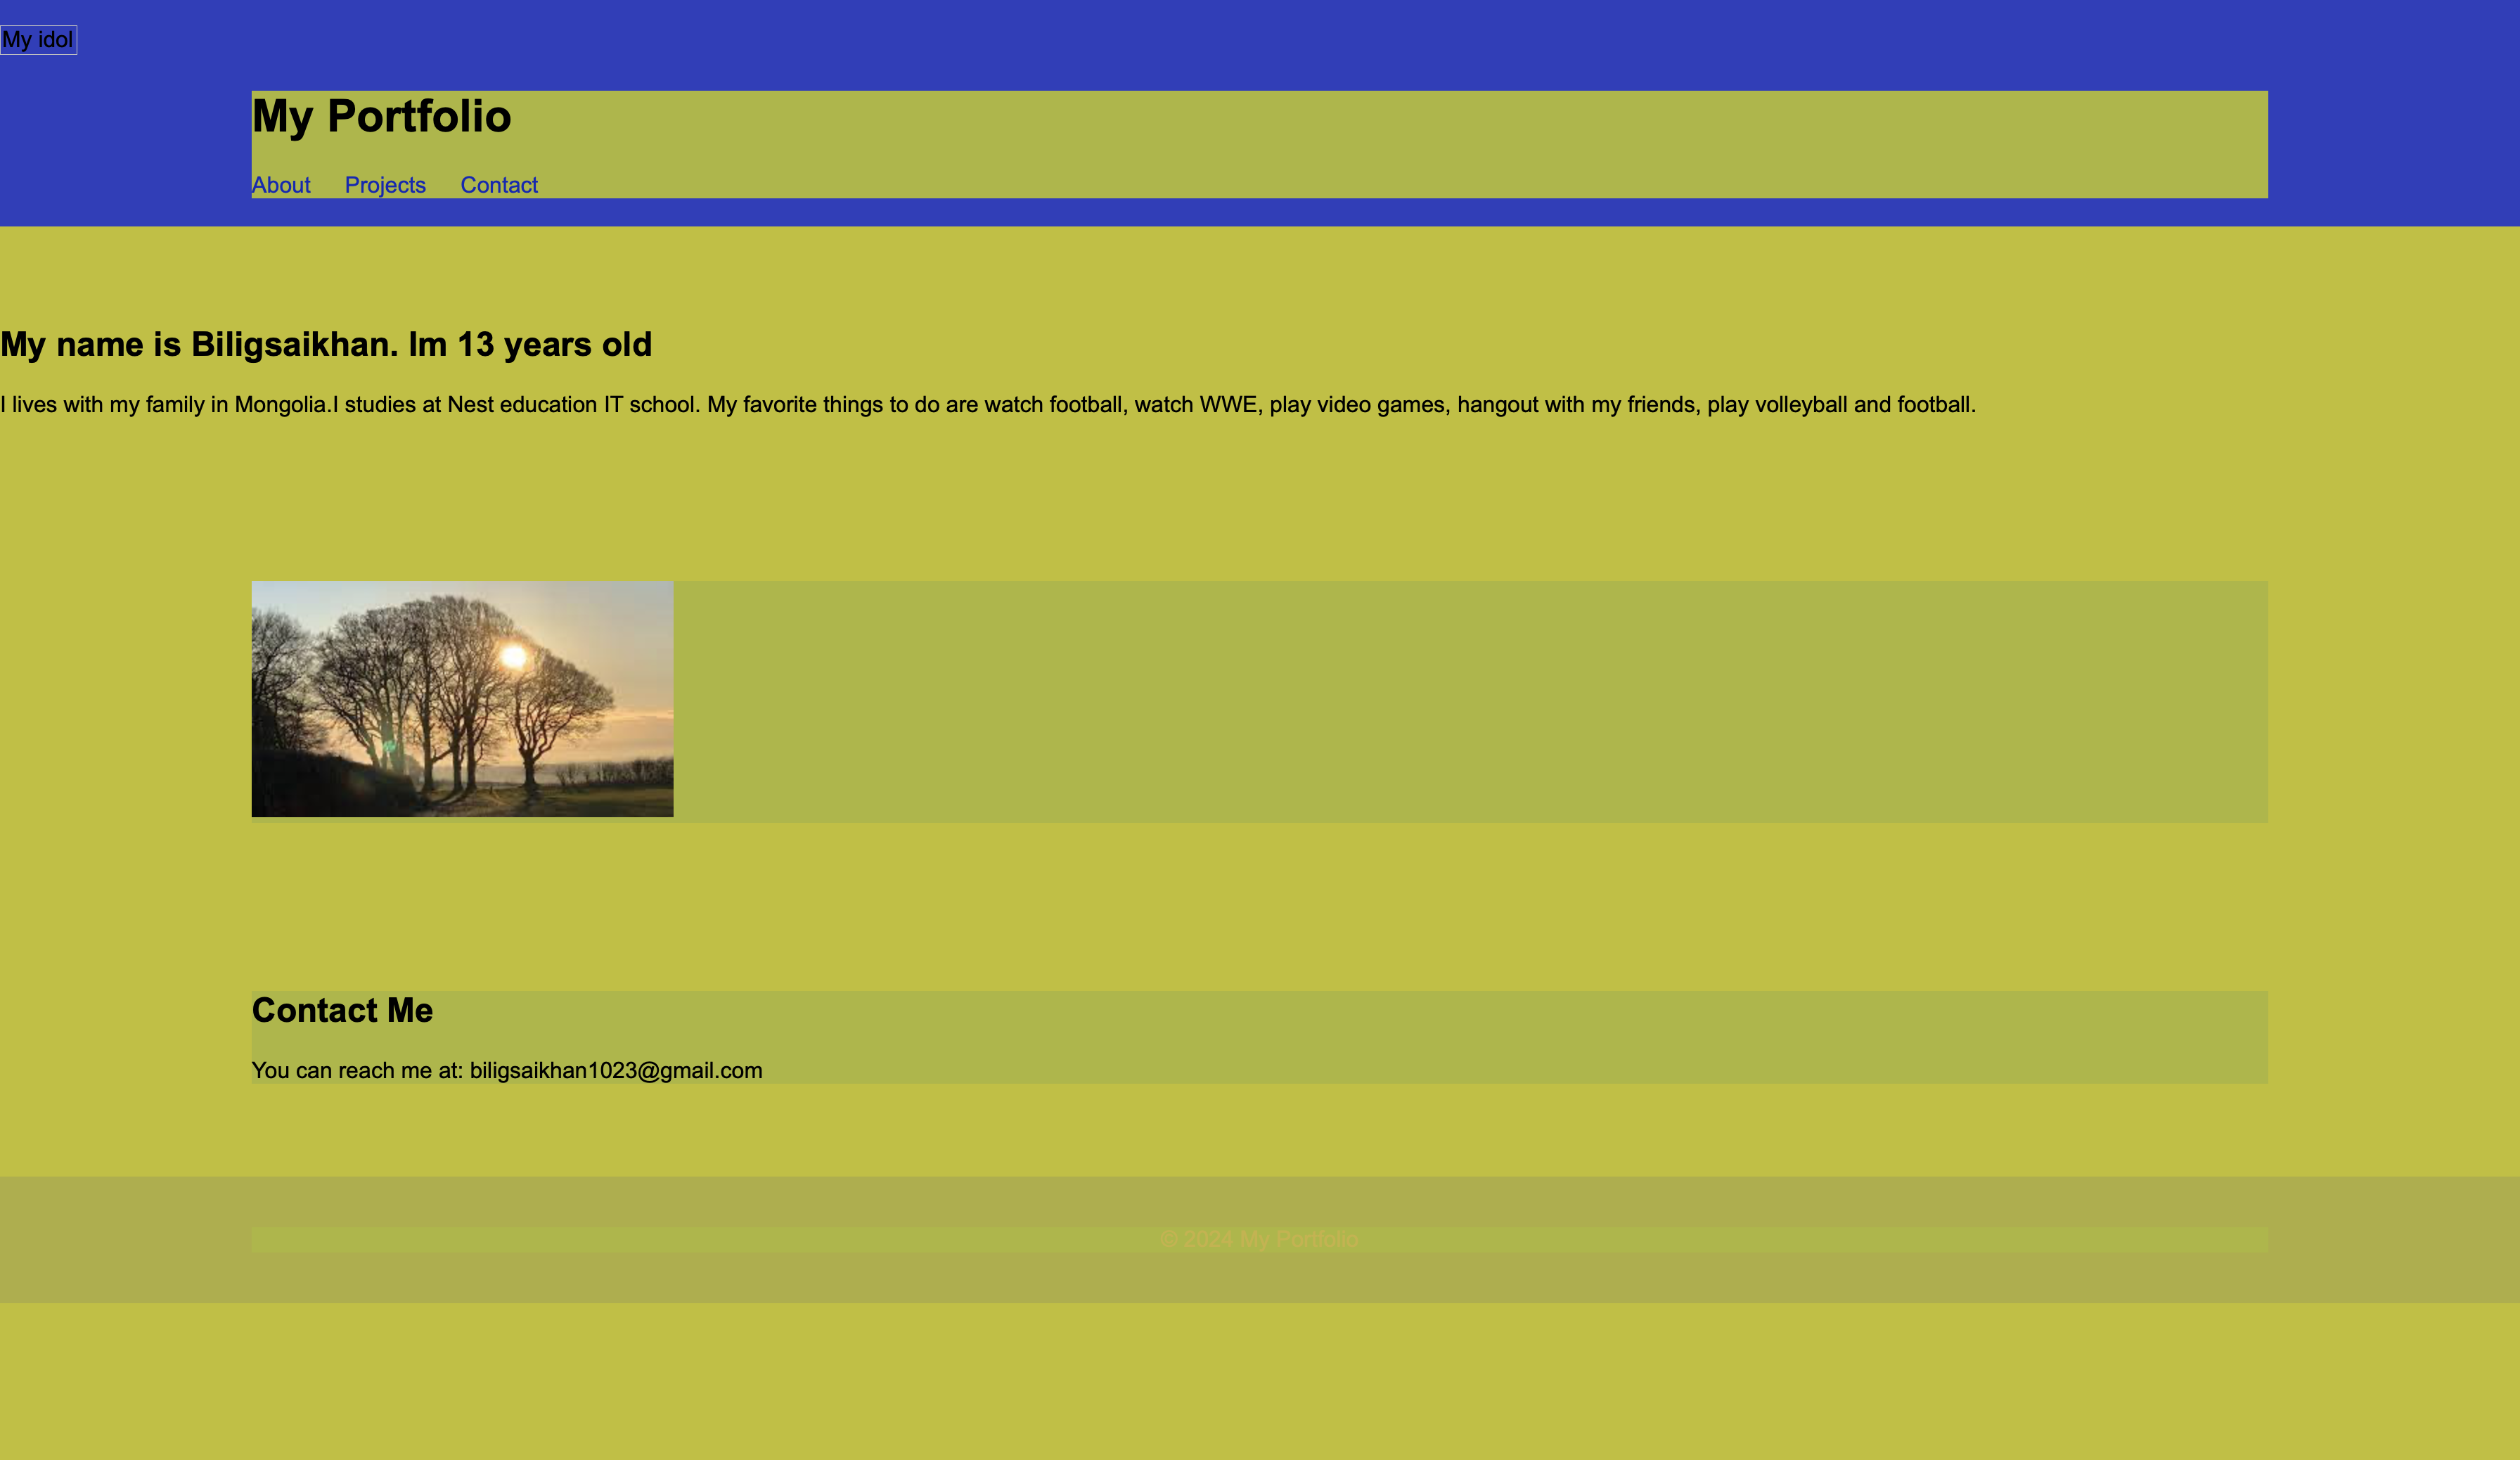 My idol
My Portfolio
About Projects Contact
My name is Biligsaikhan. Im 13 years old
I lives with my family in Mongolia.I studies at Nest education IT school. My favorite things to do are watch football, watch WWE, play video games, hangout with my friends, play volleyball and football.
Contact Me
You can reach me at: biligsaikhan1023@gmail.com
© 2024 My Portfolio